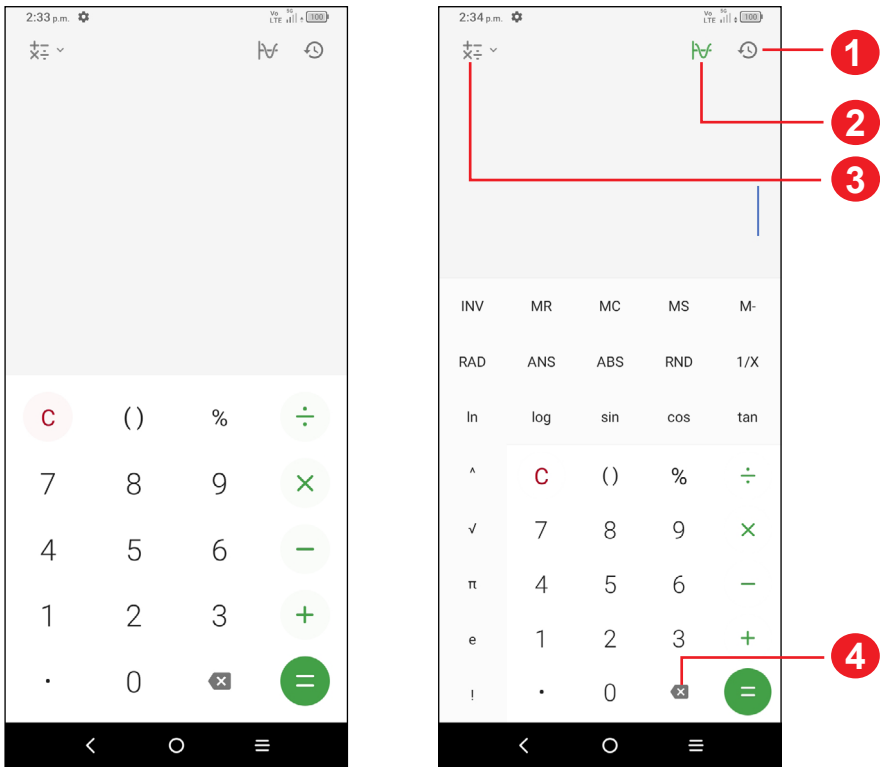 2:33 p.m. Vo LTE 5G 100
C ( ) % ÷
7 8 9 ×
4 5 6 −
1 2 3 +
. 0 =
2:34 p.m. Vo LTE 5G 100
1
2
3
INV MR MC MS M-
RAD ANS ABS RND 1/X
ln log sin cos tan
^ C ( ) % ÷
√ 7 8 9 ×
π 4 5 6 −
e 1 2 3 +
4
! . 0 =